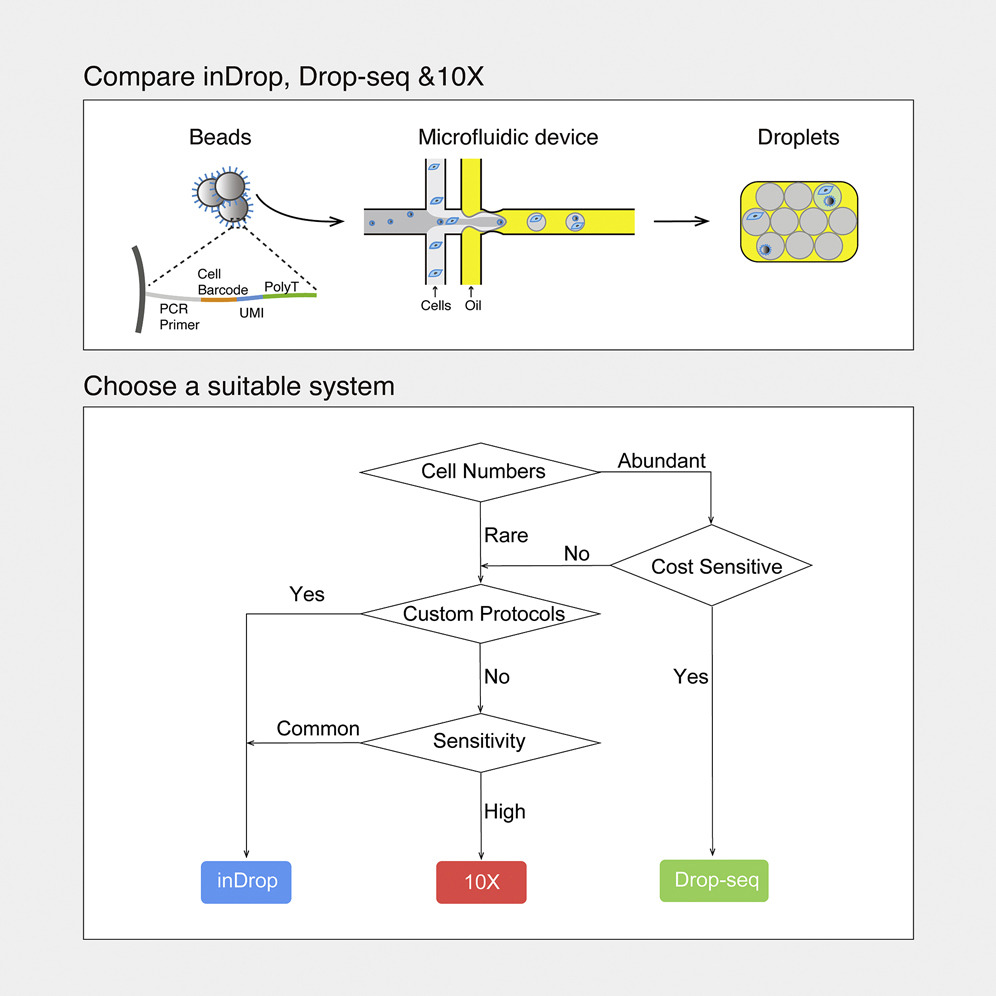 Compare inDrop, Drop-seq &10X
Beads
Microfluidic device
Droplets
Cell
Barcode
PolyT
PCR
Primer
UMI
Cells
Oil
Choose a suitable system
Cell Numbers
Abundant
Rare
No
Cost Sensitive
Yes
Custom Protocols
No
Yes
Common
Sensitivity
High
inDrop
10X
Drop-seq